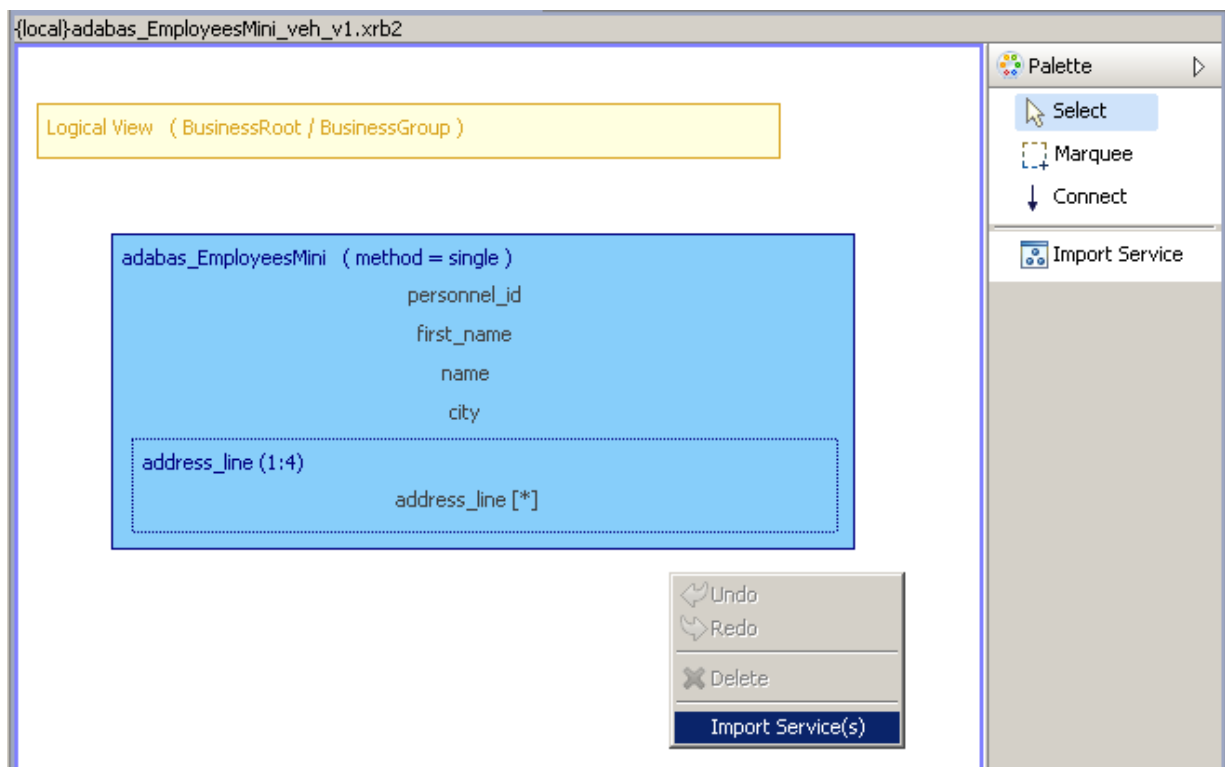 {local}adabas_EmployeesMini_veh_v1.xrb2
Logical View ( BusinessRoot / BusinessGroup )
adabas_EmployeesMini ( method = single )
personnel_id
first_name
name
city
address_line (1:4)
address_line [*]
Undo
Redo
Delete
Import Service(s)
Palette
Select
Marquee
Connect
Import Service